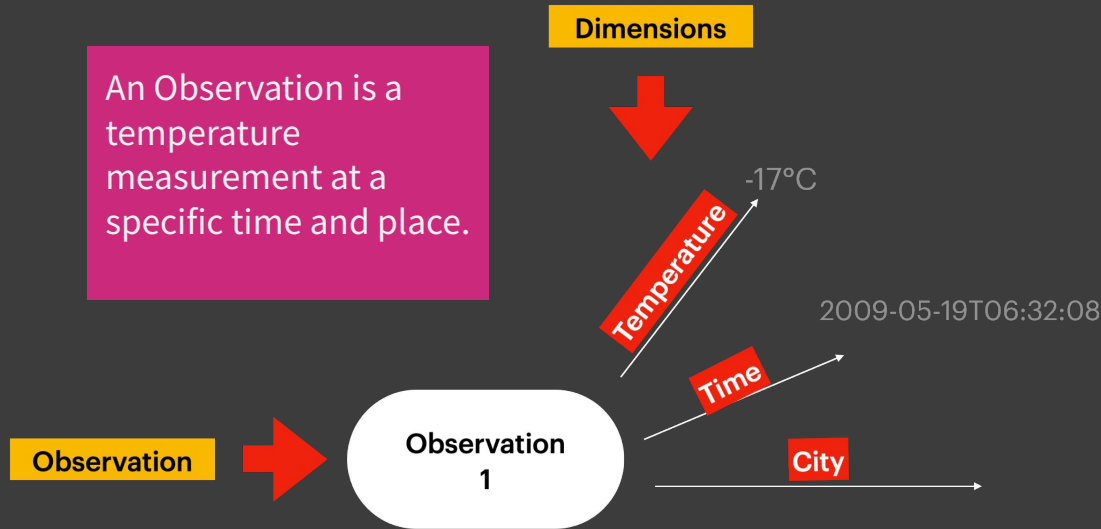 Dimensions
An Observation is a
temperature
measurement at a
specific time and place.
-17°C
Temperature
2009-05-19T06:32:08
Time
Observation
Observation
1
City